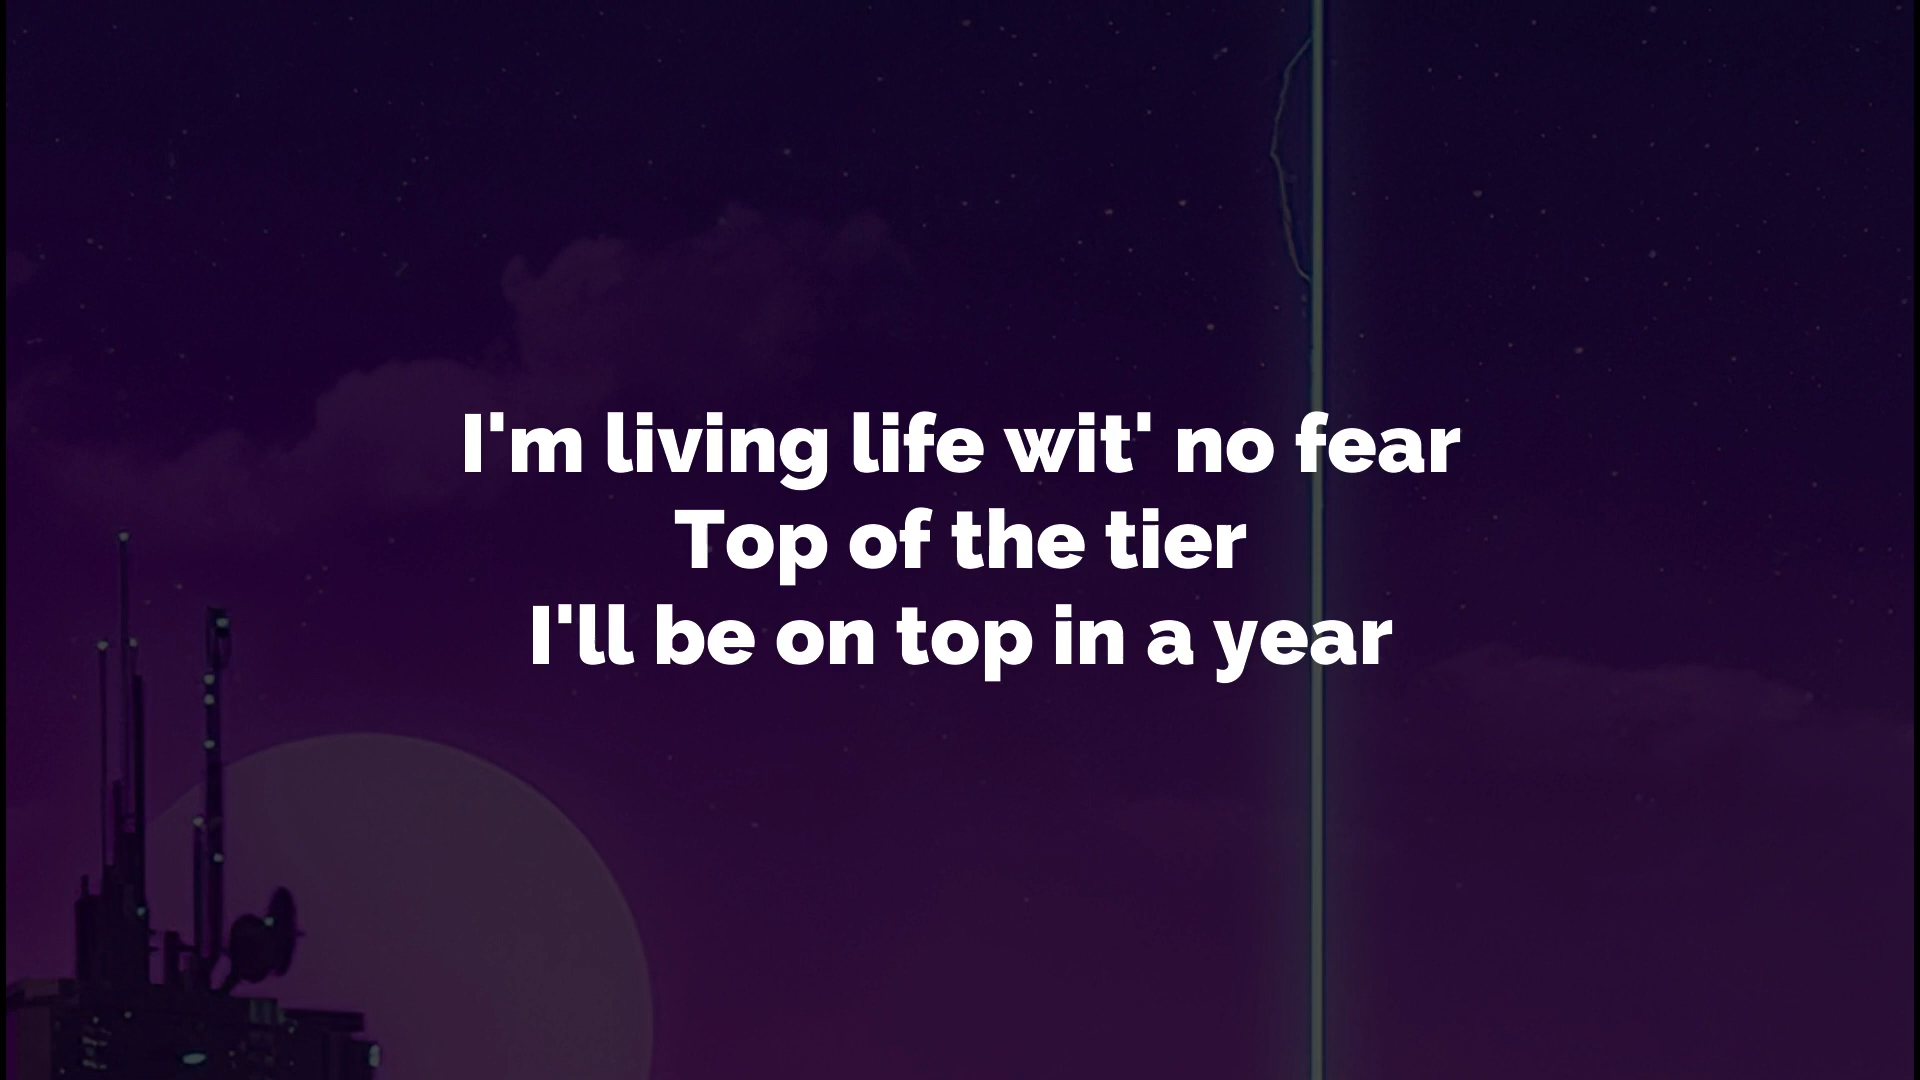 I'm living life wit' no fear
Top of the tier
I'll be on top in a year